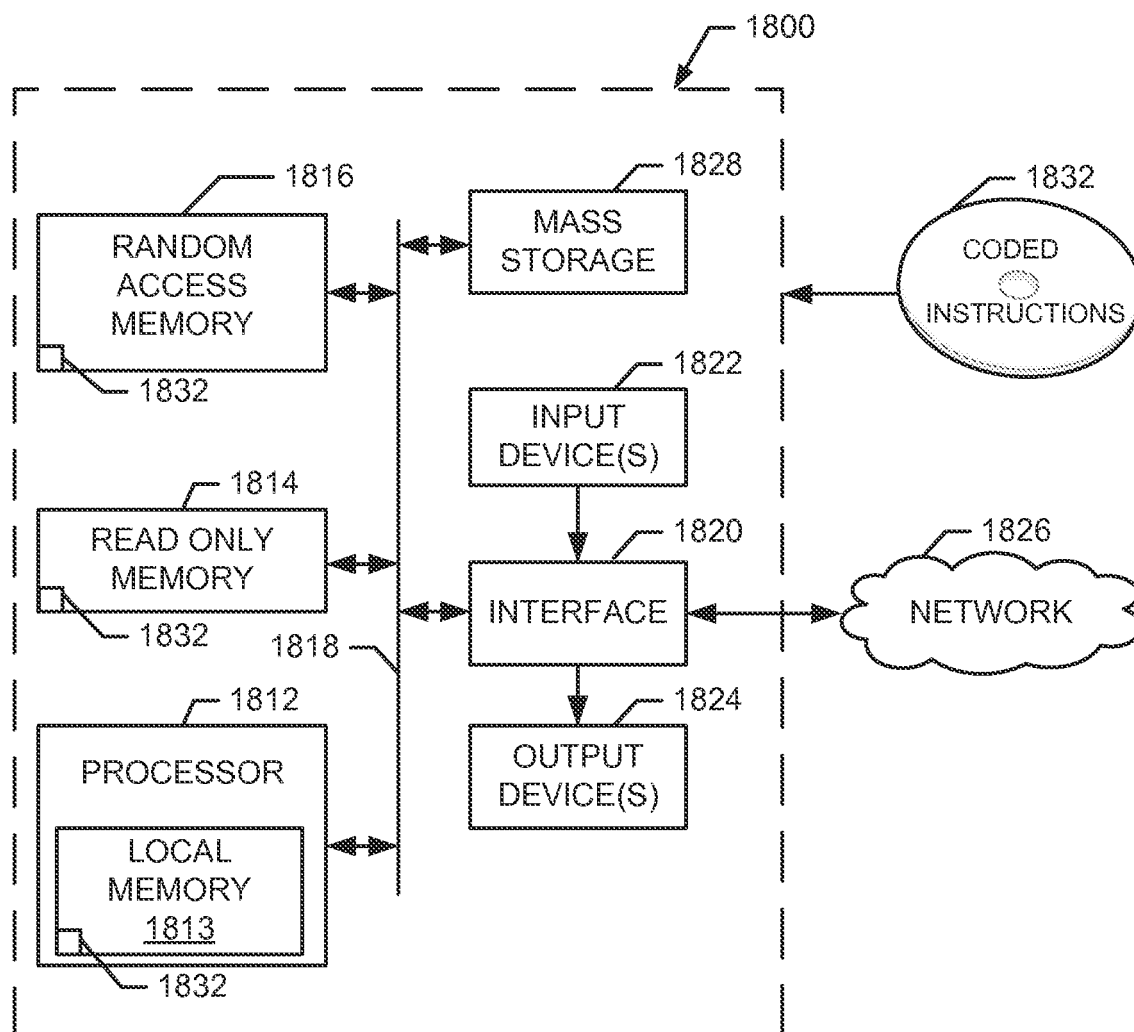 1800
1816
RANDOM
ACCESS
MEMORY
1832
1828
MASS
STORAGE
1832
CODED
INSTRUCTIONS
1822
INPUT
DEVICE(S)
1814
READ ONLY
MEMORY
1832
1820
INTERFACE
1826
NETWORK
1818
1812
PROCESSOR
LOCAL
MEMORY
1813
1832
1824
OUTPUT
DEVICE(S)